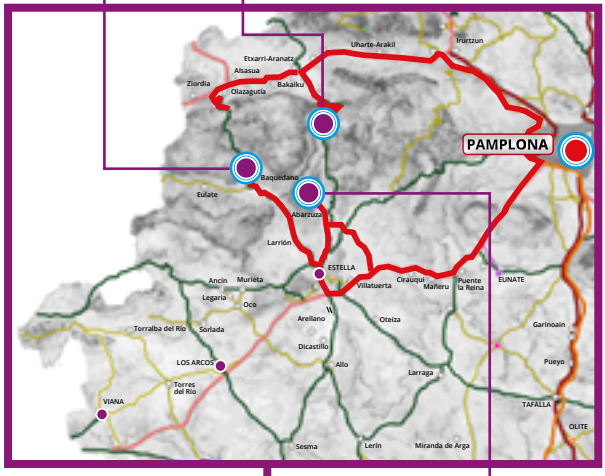 Irurtzun
Uharte-Arakil
Etxarri-Aranatz
Alsasua
Ziordia
Bakaiku
Olazagutía
PAMPLONA
Baquedano
Eulate
Abarzuza
Larrión
ESTELLA
Ancín
Murieta
Villatuerta
Cirauqui
Mañeru
Puente
la Reina
EUNATE
Legaria
Oco
Arellano
Oteiza
Torralba del Río
Sorlada
Garinoain
Dicastillo
LOS ARCOS
Allo
Pueyo
Larraga
Torres
del Río
VIANA
TAFALLA
OLITE
Sesma
Lerín
Miranda de Arga